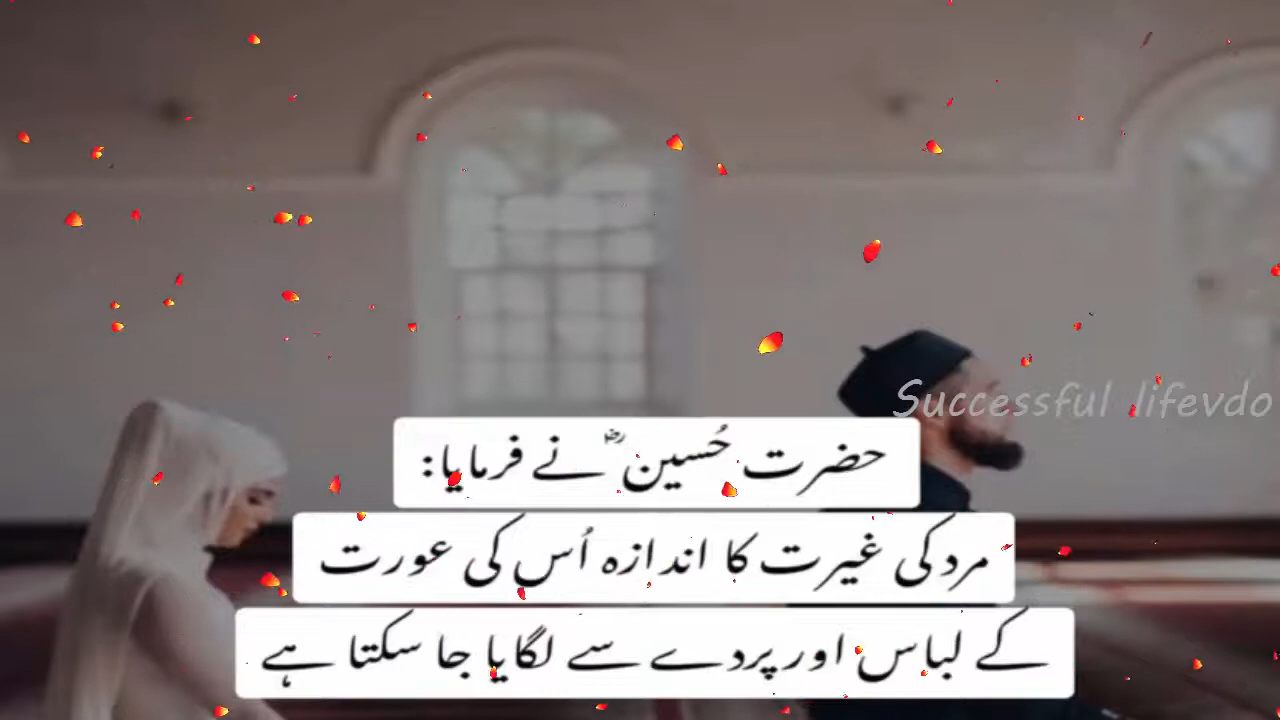 Successful lifevdo
حضرت حُسینؓ نے فرمایا:
مرد کی غیرت کا اندازہ اُس کی عورت
کے لباس اور پردے سے لگایا جا سکتا ہے